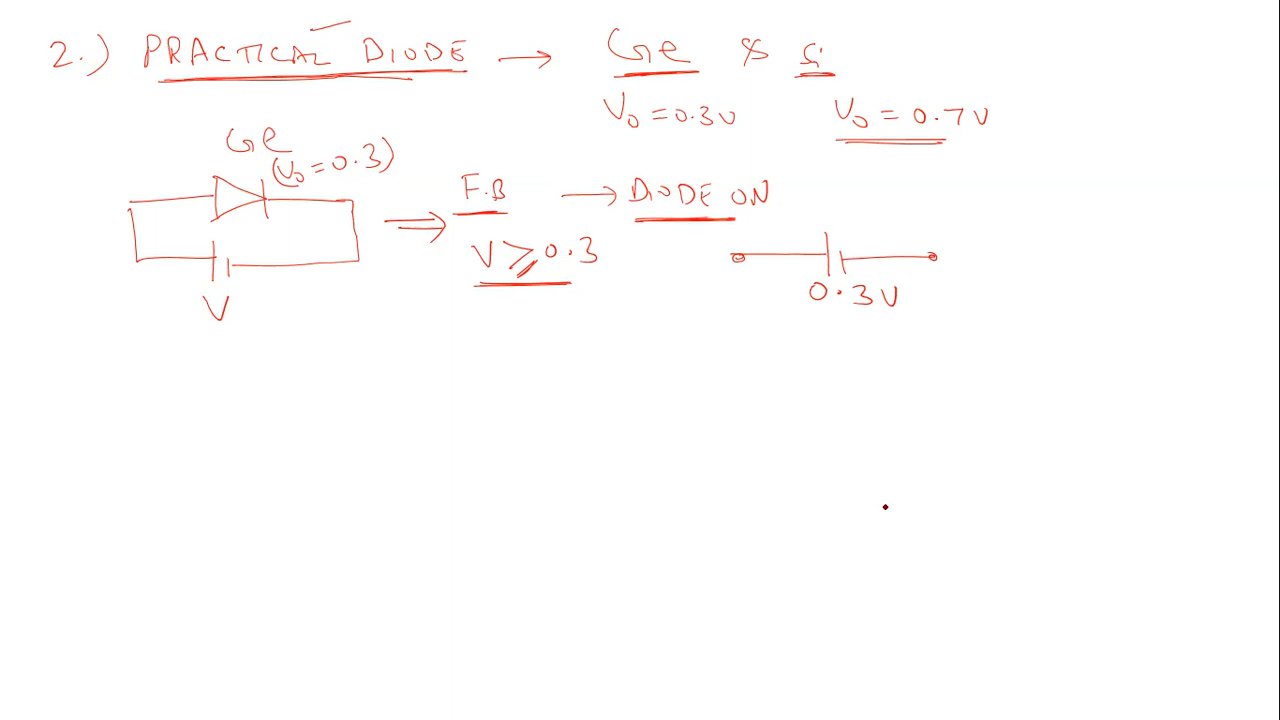 2.) PRACTICAL DIODE → Ge & Si
V₀ = 0.3V V₀ = 0.7V
Ge
(V₀ = 0.3)
F.B → DIODE ON
V ≥ 0.3
0.3V
V